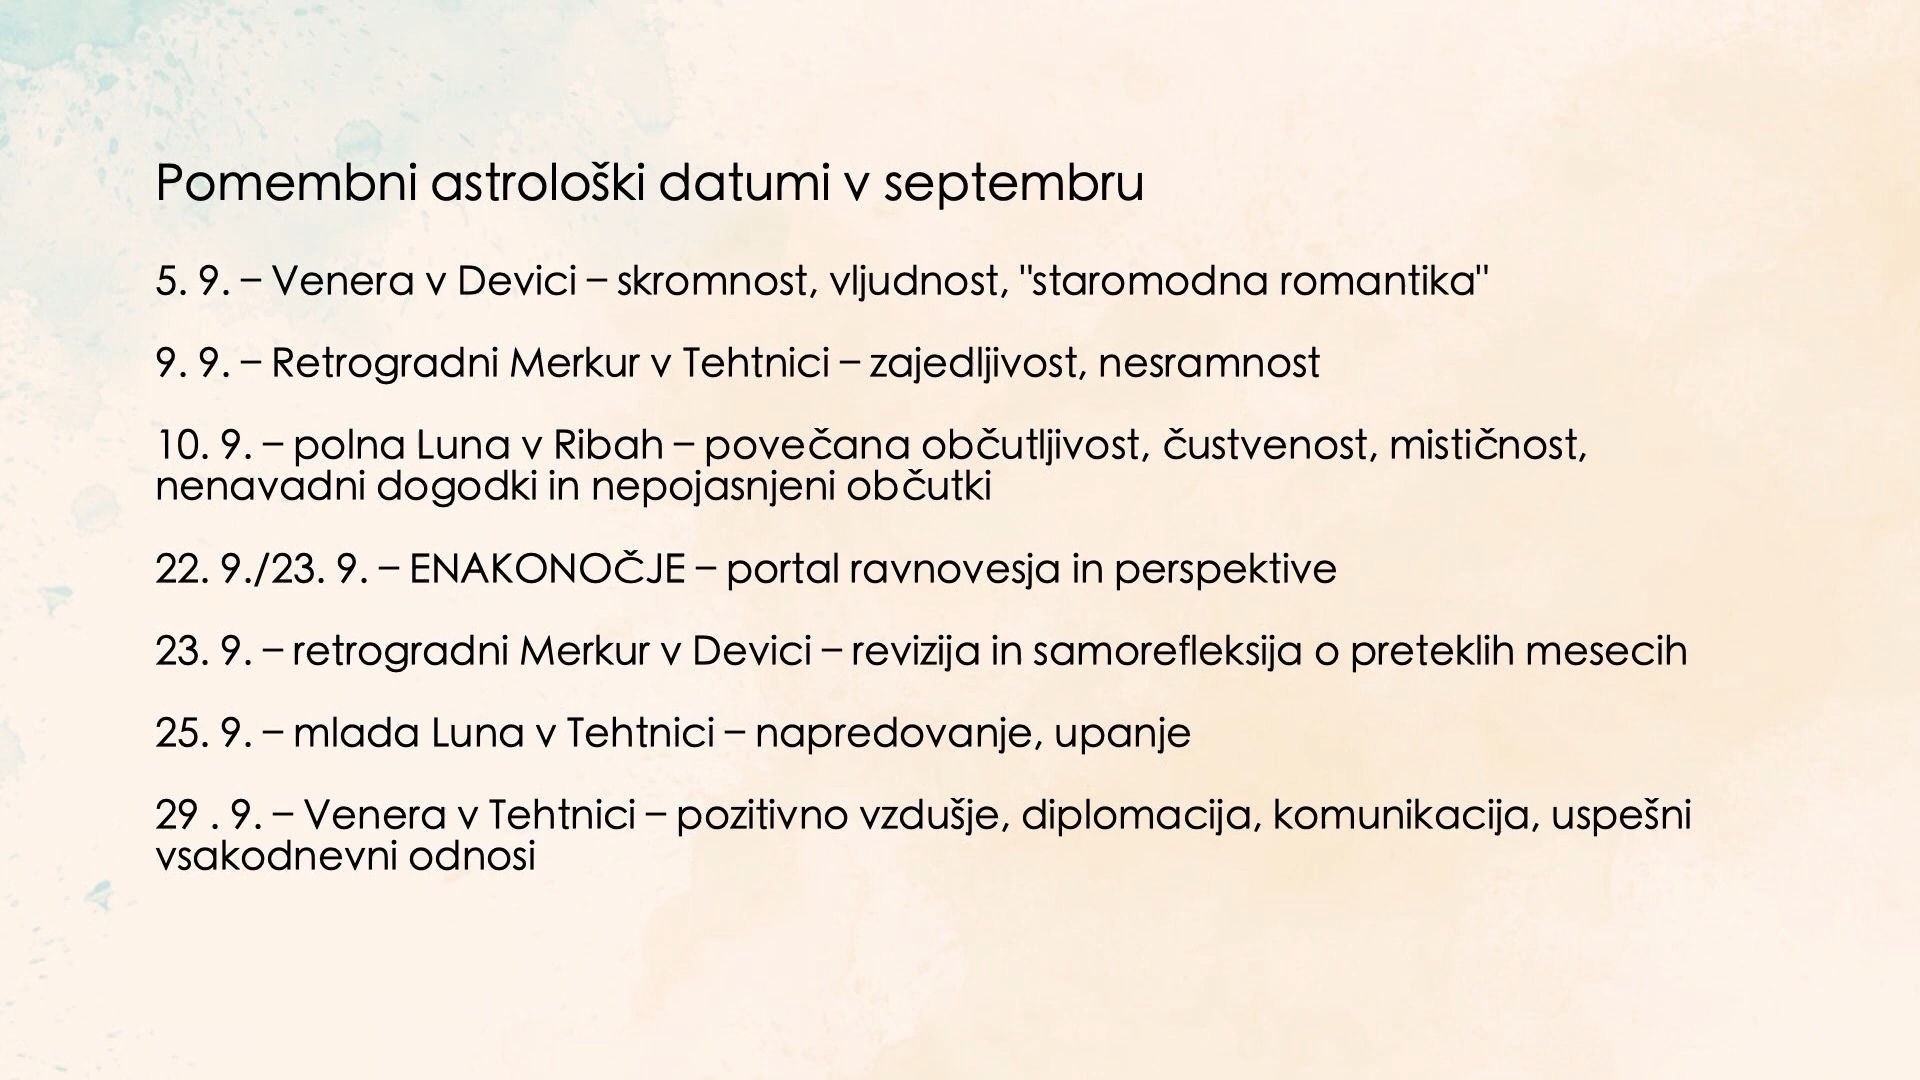 Pomembni astrološki datumi v septembru
5. 9. – Venera v Devici – skromnost, vljudnost, "staromodna romantika"
9. 9. – Retrogradni Merkur v Tehtnici – zajedljivost, nesramnost
10. 9. – polna Luna v Ribah – povečana občutljivost, čustvenost, mističnost,
nenavadni dogodki in nepojasnjeni občutki
22. 9./23. 9. – ENAKONOČJE – portal ravnovesja in perspektive
23. 9. – retrogradni Merkur v Devici – revizija in samorefleksija o preteklih mesecih
25. 9. – mlada Luna v Tehtnici – napredovanje, upanje
29 . 9. – Venera v Tehtnici – pozitivno vzdušje, diplomacija, komunikacija, uspešni
vsakodnevni odnosi